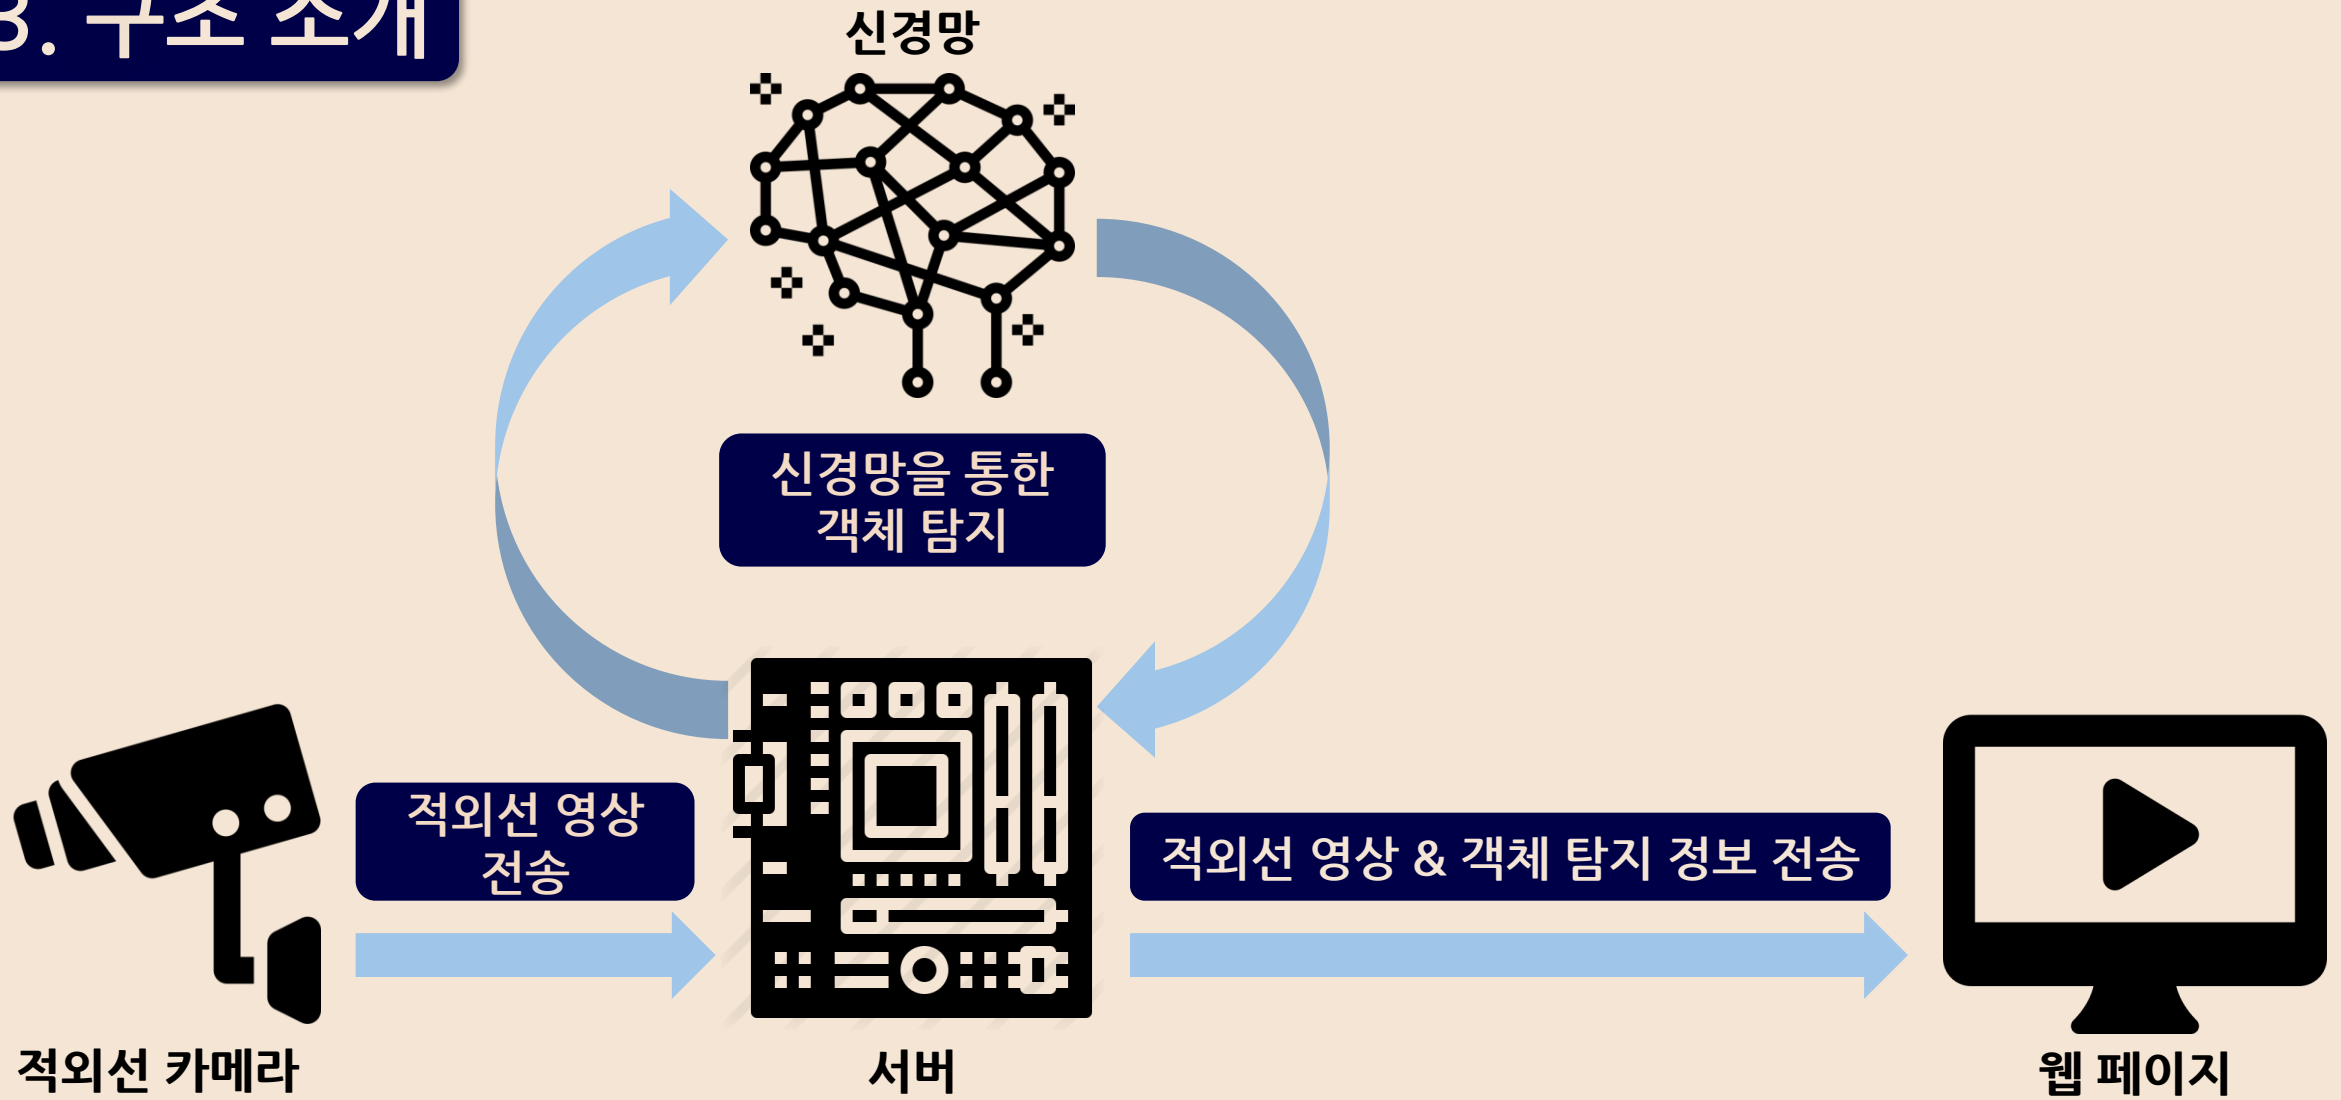 3. 구조 소개
신경망
신경망을 통한
객체 탐지
적외선 영상
전송
적외선 영상 & 객체 탐지 정보 전송
적외선 카메라
서버
웹 페이지